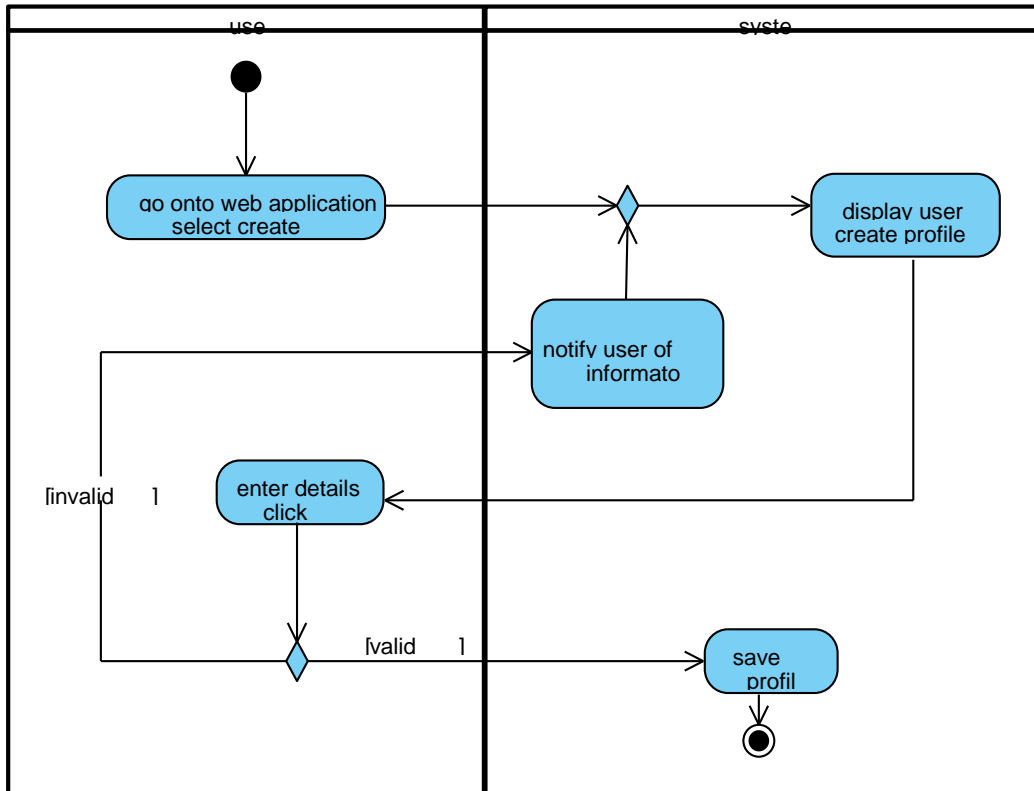 use
syste
go onto web application
select create
display user
create profile
notify user of
informato
[invalid ]
enter details
click
[valid ]
save
profil